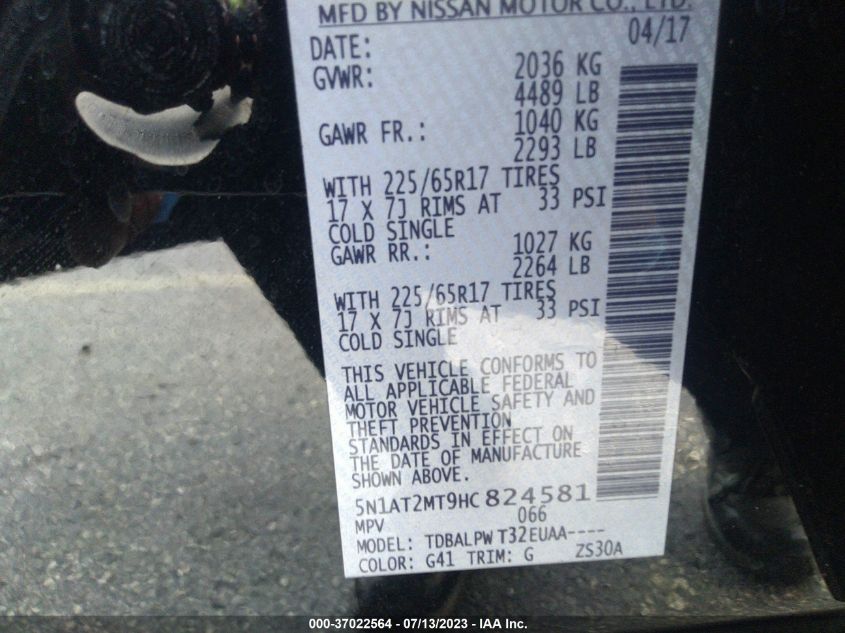 MFD BY NISSAN MOTOR CO., LTD.
DATE: 04/17
GVWR: 2036 KG
4489 LB
GAWR FR.: 1040 KG
2293 LB
WITH 225/65R17 TIRES
17 X 7J RIMS AT 33 PSI
COLD SINGLE
GAWR RR.: 1027 KG
2264 LB
WITH 225/65R17 TIRES
17 X 7J RIMS AT 33 PSI
COLD SINGLE
THIS VEHICLE CONFORMS TO
ALL APPLICABLE FEDERAL
MOTOR VEHICLE SAFETY AND
THEFT PREVENTION
STANDARDS IN EFFECT ON
THE DATE OF MANUFACTURE
SHOWN ABOVE.
5N1AT2MT9HC824581
MPV 066
MODEL: TDBALPW T32EUAA----
COLOR: G41 TRIM: G ZS30A
000-37022564 / 07/13/2023 - IAA Inc.